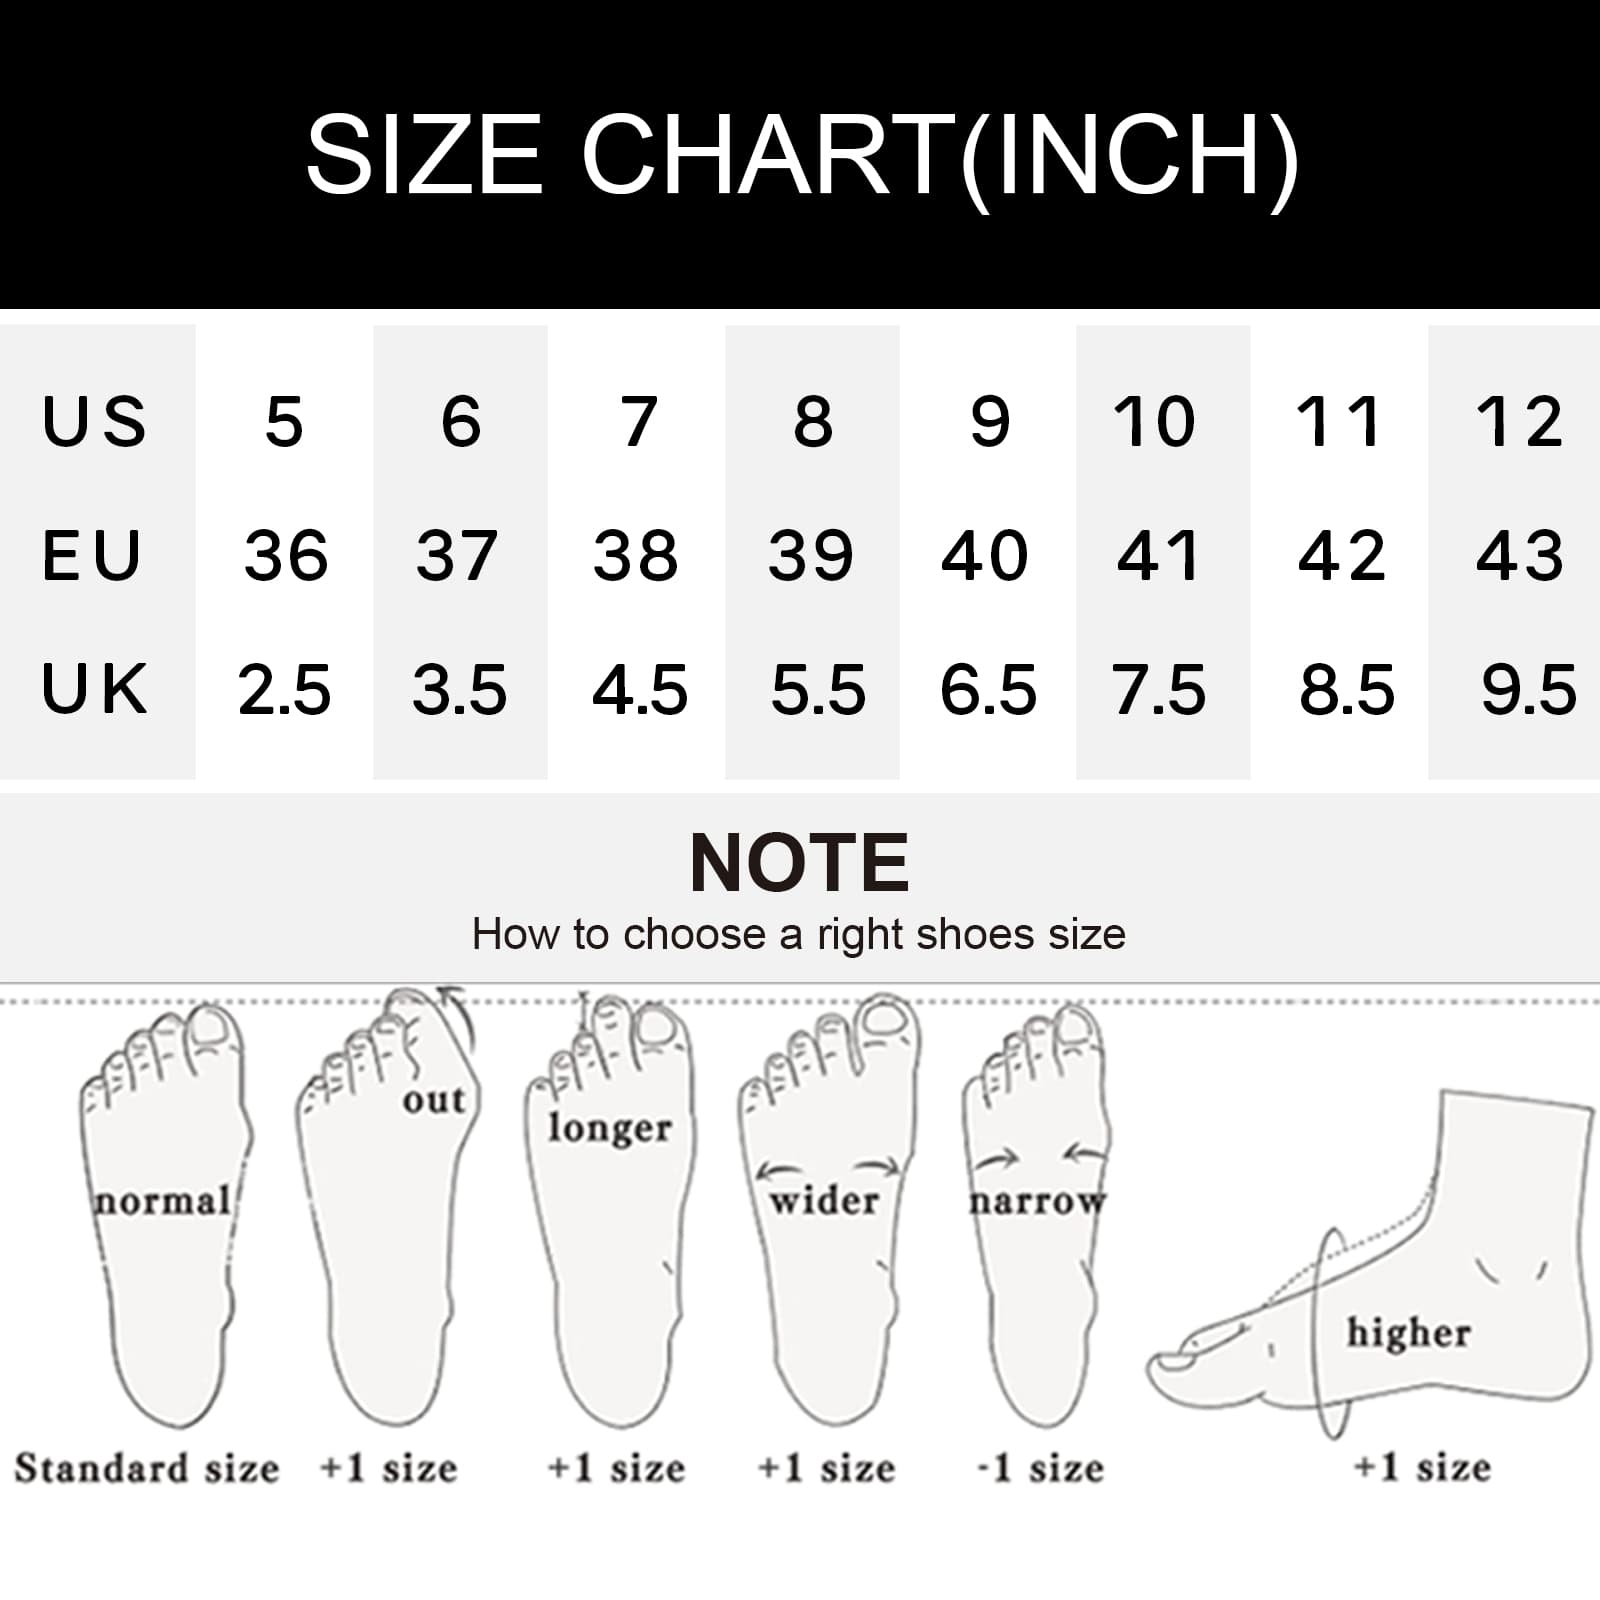 SIZE CHART(INCH)
US 5 6 7 8 9 10 11 12
EU 36 37 38 39 40 41 42 43
UK 2.5 3.5 4.5 5.5 6.5 7.5 8.5 9.5
NOTE
How to choose a right shoes size
out
longer
normal wider narrow
higher
Standard size +1 size +1 size +1 size -1 size +1 size